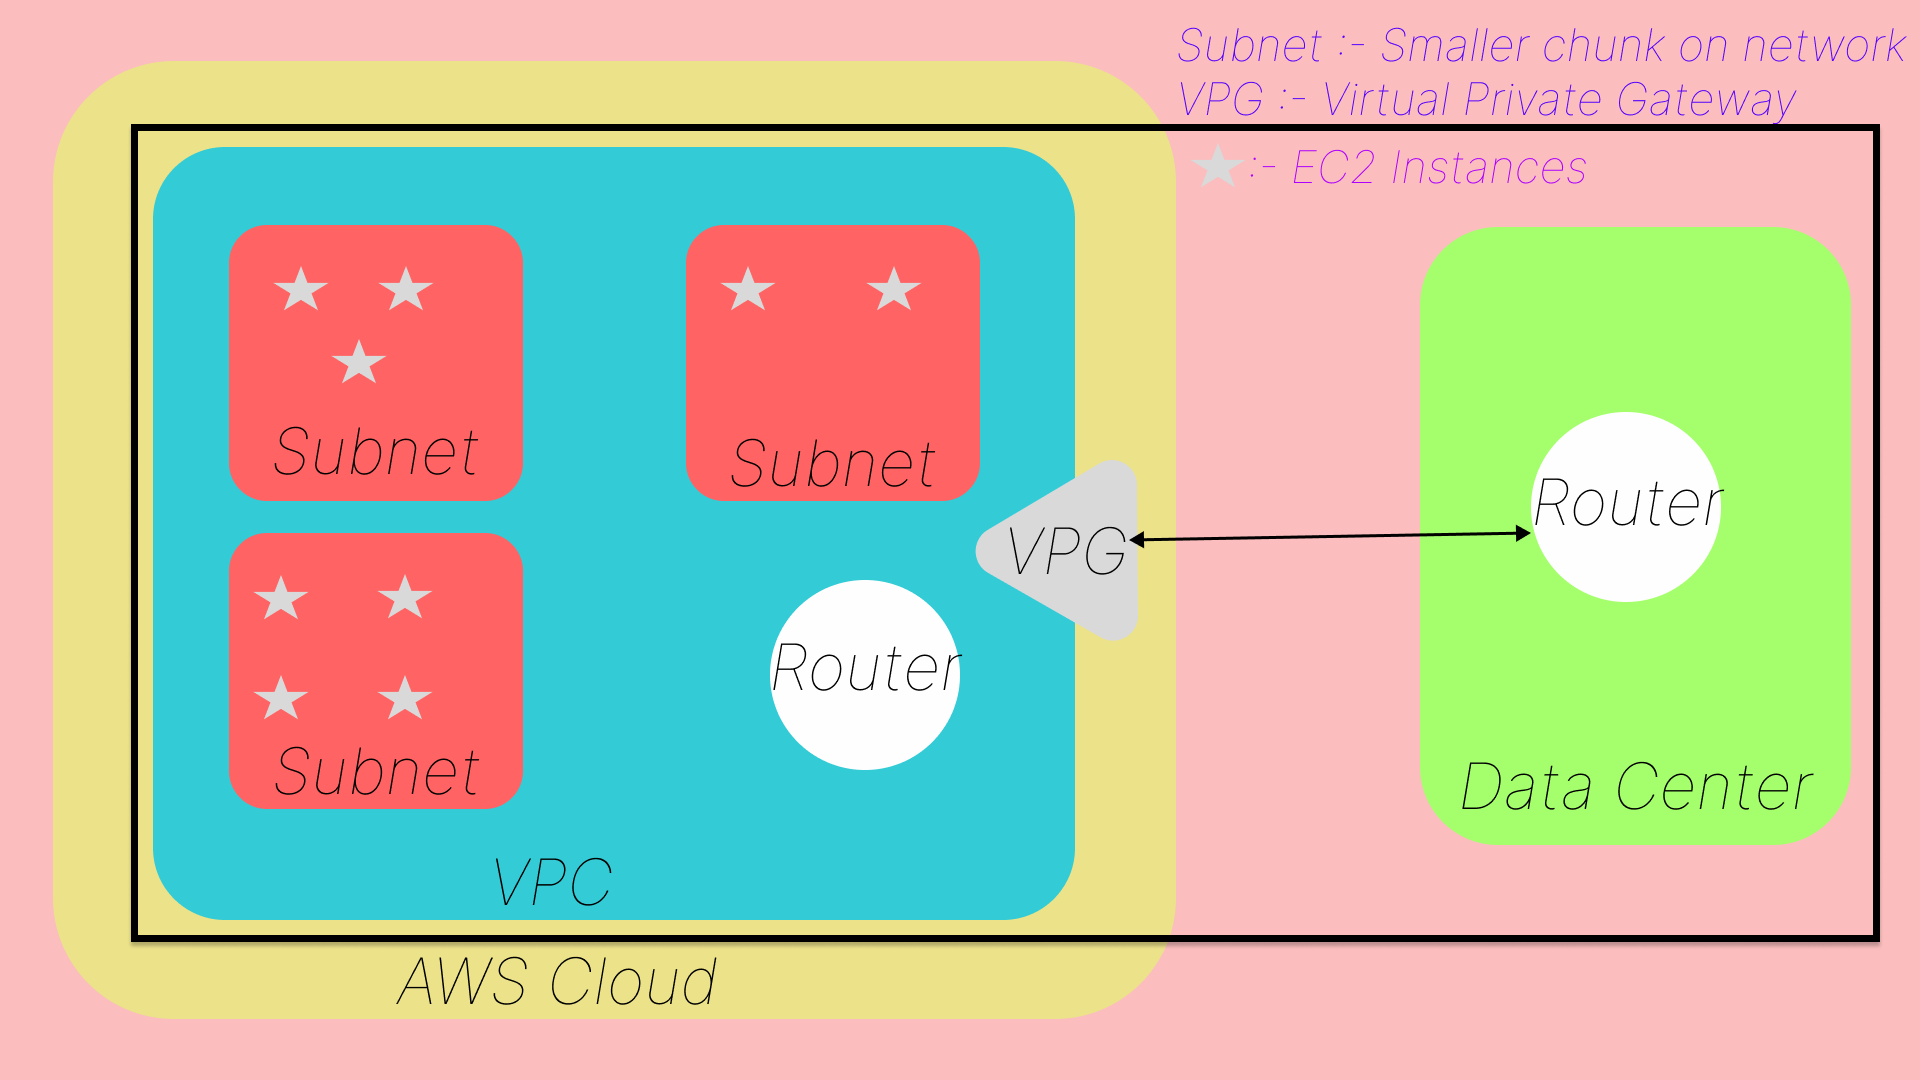 Subnet :- Smaller chunk on network
VPG :- Virtual Private Gateway
:- EC2 Instances
Subnet
Subnet
VPG
Router
Router
Subnet
Data Center
VPC
AWS Cloud